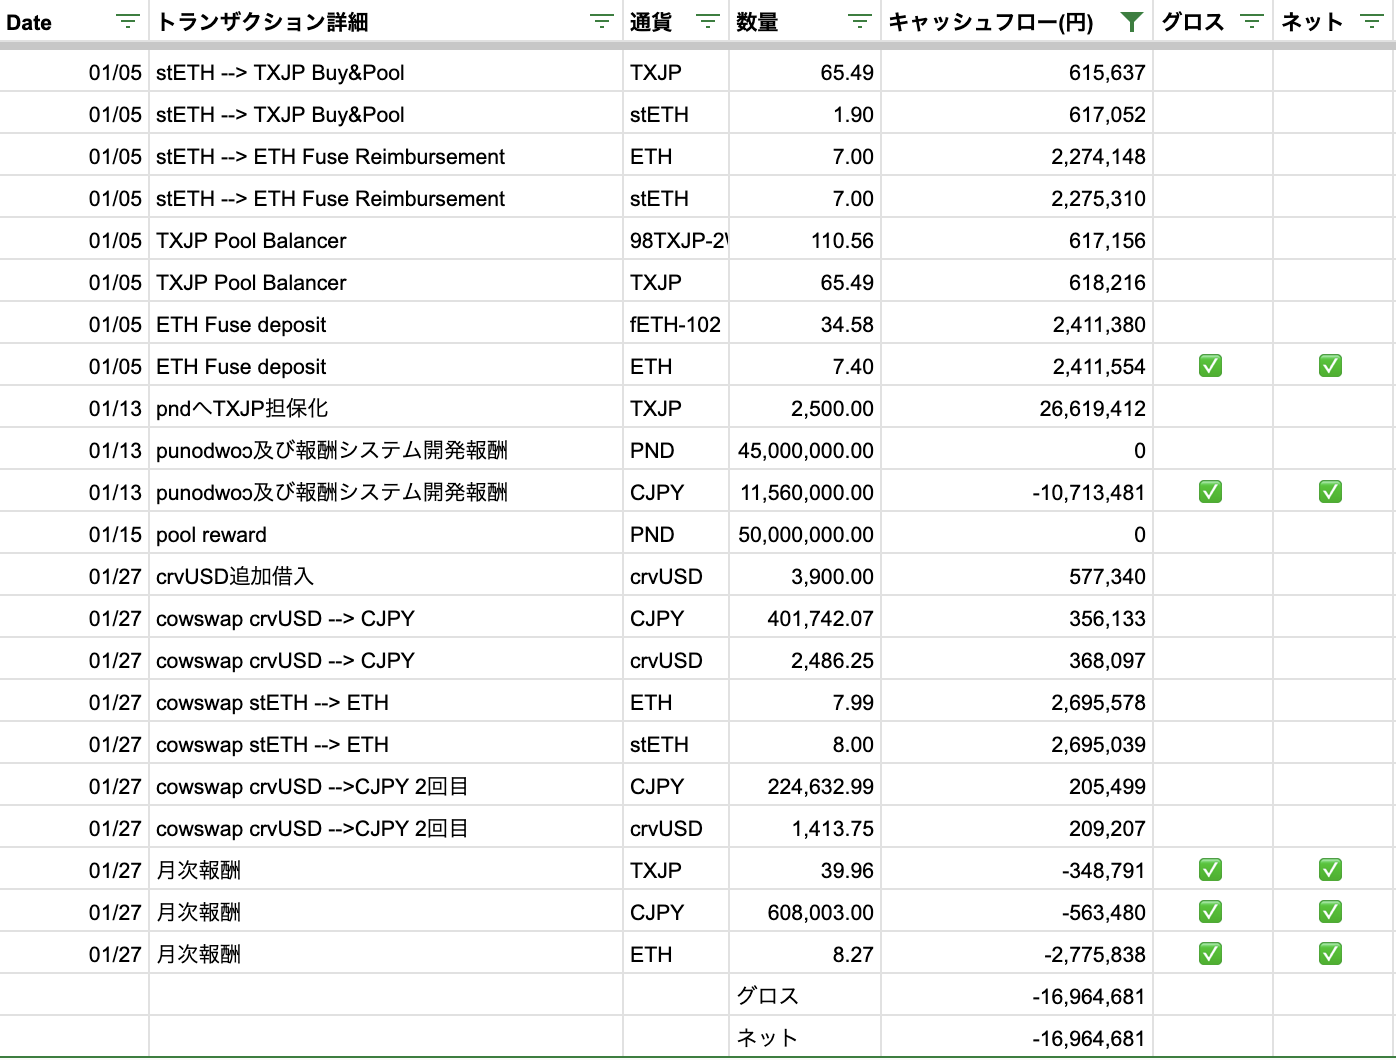 Date トランザクション詳細 通貨 数量 キャッシュフロー(円) グロス ネット
01/05 stETH --> TXJP Buy&Pool TXJP 65.49 615,637
01/05 stETH --> TXJP Buy&Pool stETH 1.90 617,052
01/05 stETH --> ETH Fuse Reimbursement ETH 7.00 2,274,148
01/05 stETH --> ETH Fuse Reimbursement stETH 7.00 2,275,310
01/05 TXJP Pool Balancer 98TXJP-2 110.56 617,156
01/05 TXJP Pool Balancer TXJP 65.49 618,216
01/05 ETH Fuse deposit fETH-102 34.58 2,411,380
01/05 ETH Fuse deposit ETH 7.40 2,411,554 ✅ ✅
01/13 pndへTXJP担保化 TXJP 2,500.00 26,619,412
01/13 punodwoɔ及び報酬システム開発報酬 PND 45,000,000.00 0
01/13 punodwoɔ及び報酬システム開発報酬 CJPY 11,560,000.00 -10,713,481 ✅ ✅
01/15 pool reward PND 50,000,000.00 0
01/27 crvUSD追加借入 crvUSD 3,900.00 577,340
01/27 cowswap crvUSD --> CJPY CJPY 401,742.07 356,133
01/27 cowswap crvUSD --> CJPY crvUSD 2,486.25 368,097
01/27 cowswap stETH --> ETH ETH 7.99 2,695,578
01/27 cowswap stETH --> ETH stETH 8.00 2,695,039
01/27 cowswap crvUSD -->CJPY 2回目 CJPY 224,632.99 205,499
01/27 cowswap crvUSD -->CJPY 2回目 crvUSD 1,413.75 209,207
01/27 月次報酬 TXJP 39.96 -348,791 ✅ ✅
01/27 月次報酬 CJPY 608,003.00 -563,480 ✅ ✅
01/27 月次報酬 ETH 8.27 -2,775,838 ✅ ✅
グロス -16,964,681
ネット -16,964,681